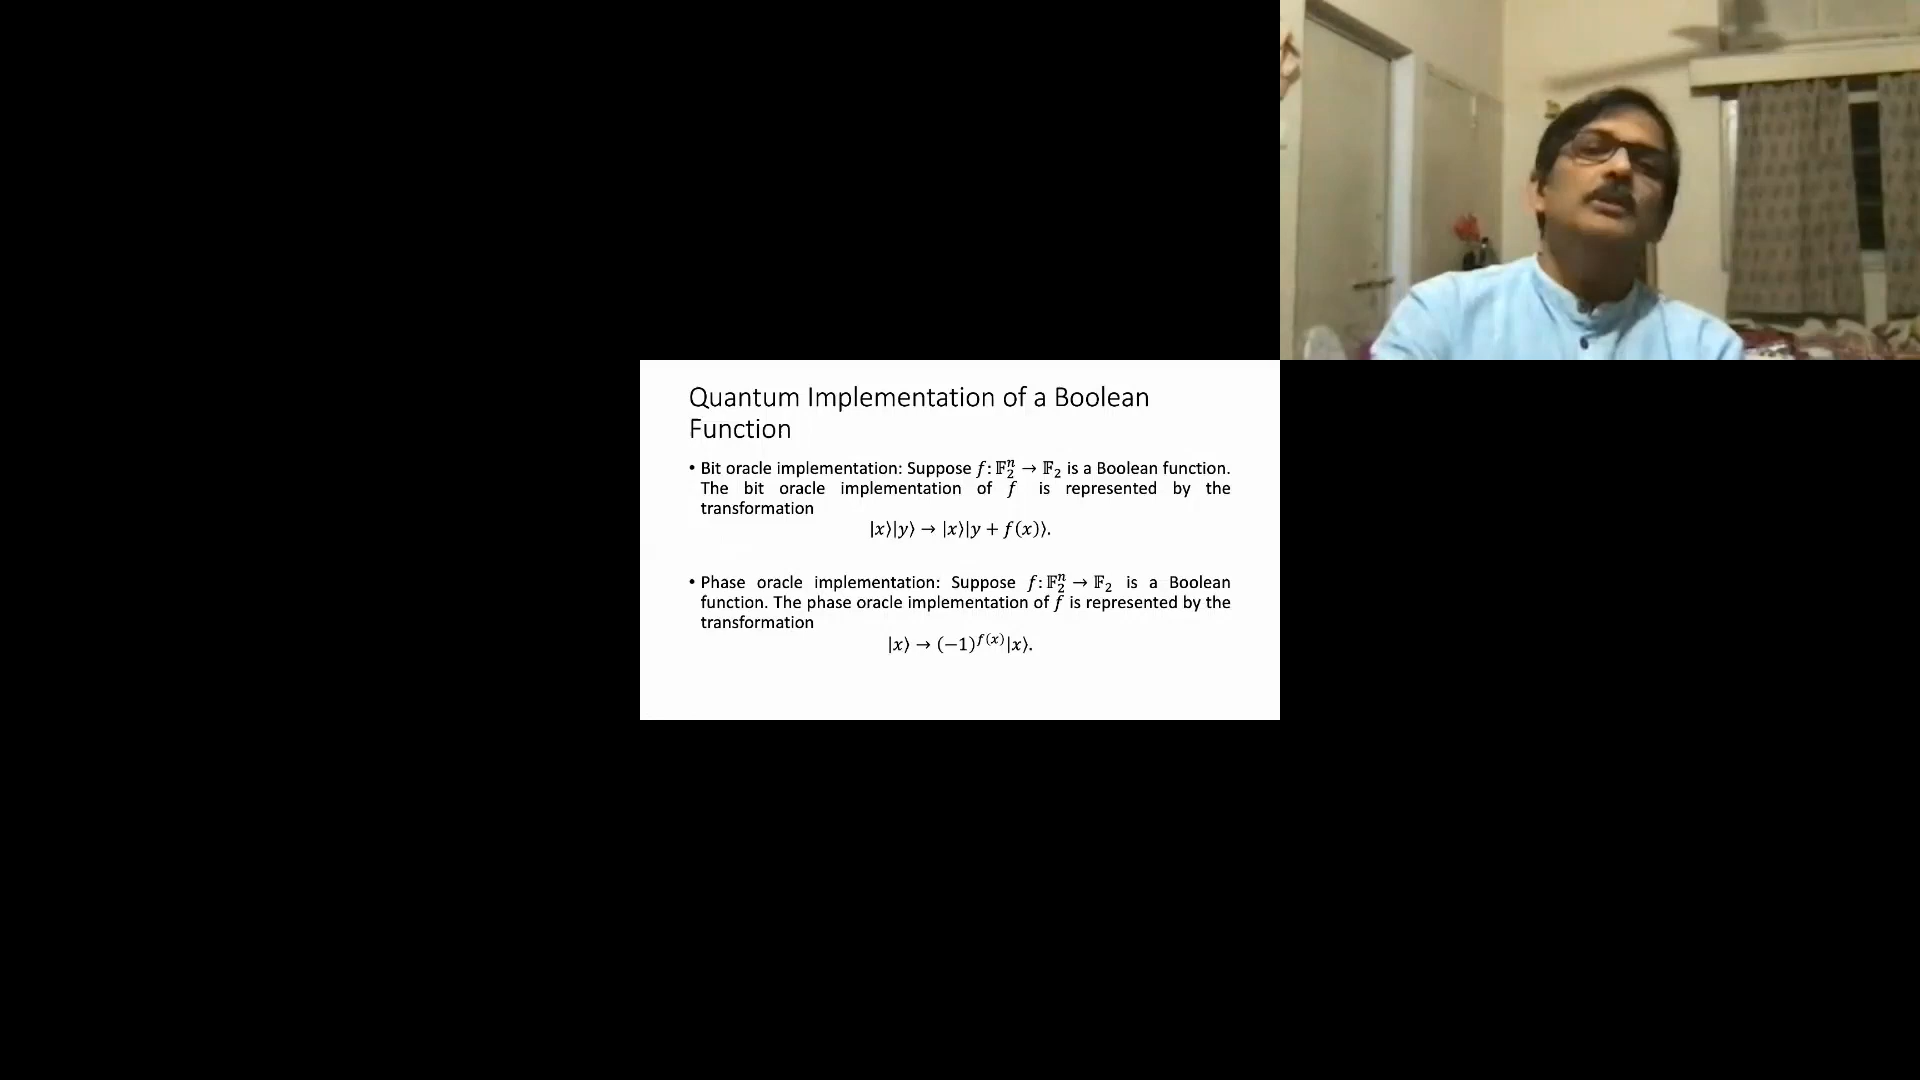 Quantum Implementation of a Boolean
Function
• Bit oracle implementation: Suppose 𝑓: 𝔽₂ⁿ → 𝔽₂ is a Boolean function.
The bit oracle implementation of 𝑓 is represented by the
transformation
|𝑥⟩|𝑦⟩ → |𝑥⟩|𝑦 + 𝑓(𝑥)⟩.
• Phase oracle implementation: Suppose 𝑓: 𝔽₂ⁿ → 𝔽₂ is a Boolean
function. The phase oracle implementation of 𝑓 is represented by the
transformation
|𝑥⟩ → (−1)^{𝑓(𝑥)}|𝑥⟩.